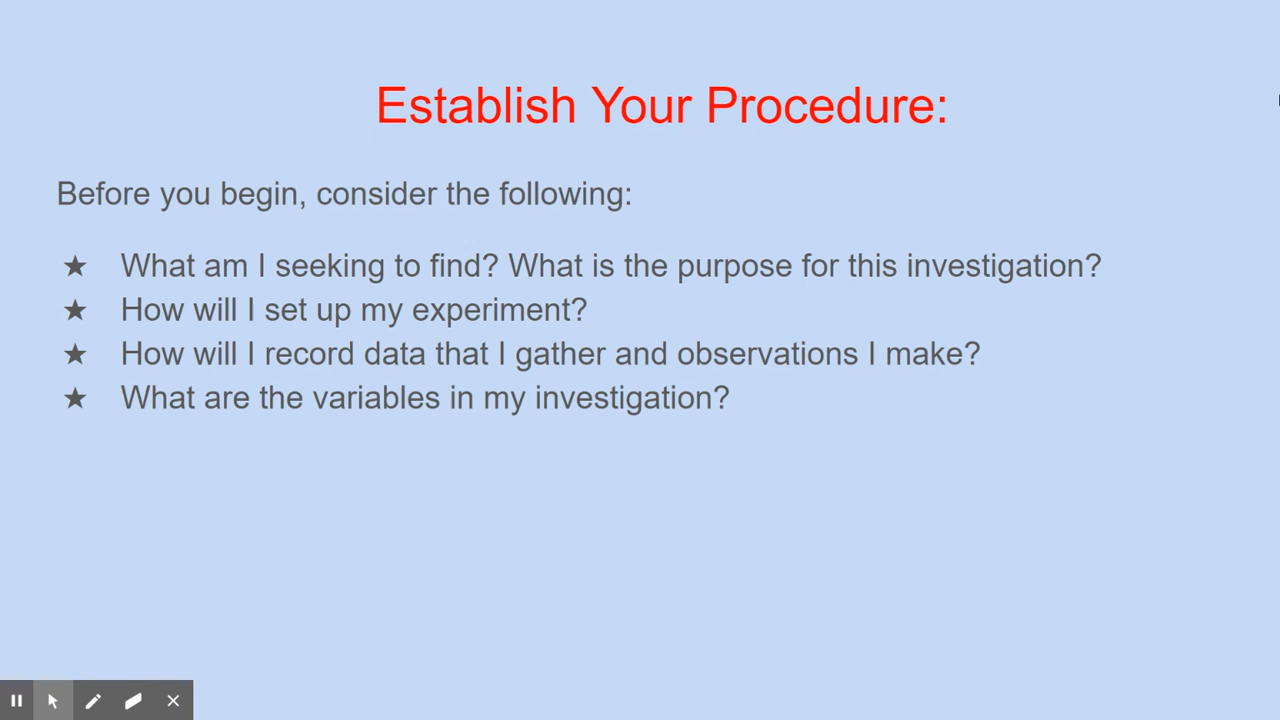 Establish Your Procedure:
Before you begin, consider the following:
★ What am I seeking to find? What is the purpose for this investigation?
★ How will I set up my experiment?
★ How will I record data that I gather and observations I make?
★ What are the variables in my investigation?